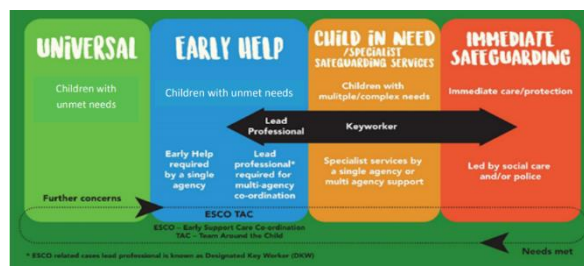 UNIVERSAL
Children with
unmet needs
EARLY HELP
Children with unmet needs
CHILD IN NEED
/SPECIALIST
SAFEGUARDING SERVICES
Children with
mulitple/complex needs
IMMEDIATE
SAFEGUARDING
Immediate care/protection
Lead
Professional
Keyworker
Early Help
required
by a single
agency
Lead
professional*
required for
multi-agency
co-ordination
Specialist services by
a single agency or
multi agency support
Led by social care
and/or police
Further concerns
ESCO TAC
ESCO – Early Support Care Co-ordination
TAC – Team Around the Child
Needs met
* ESCO related cases lead professional is known as Designated Key Worker (DKW)